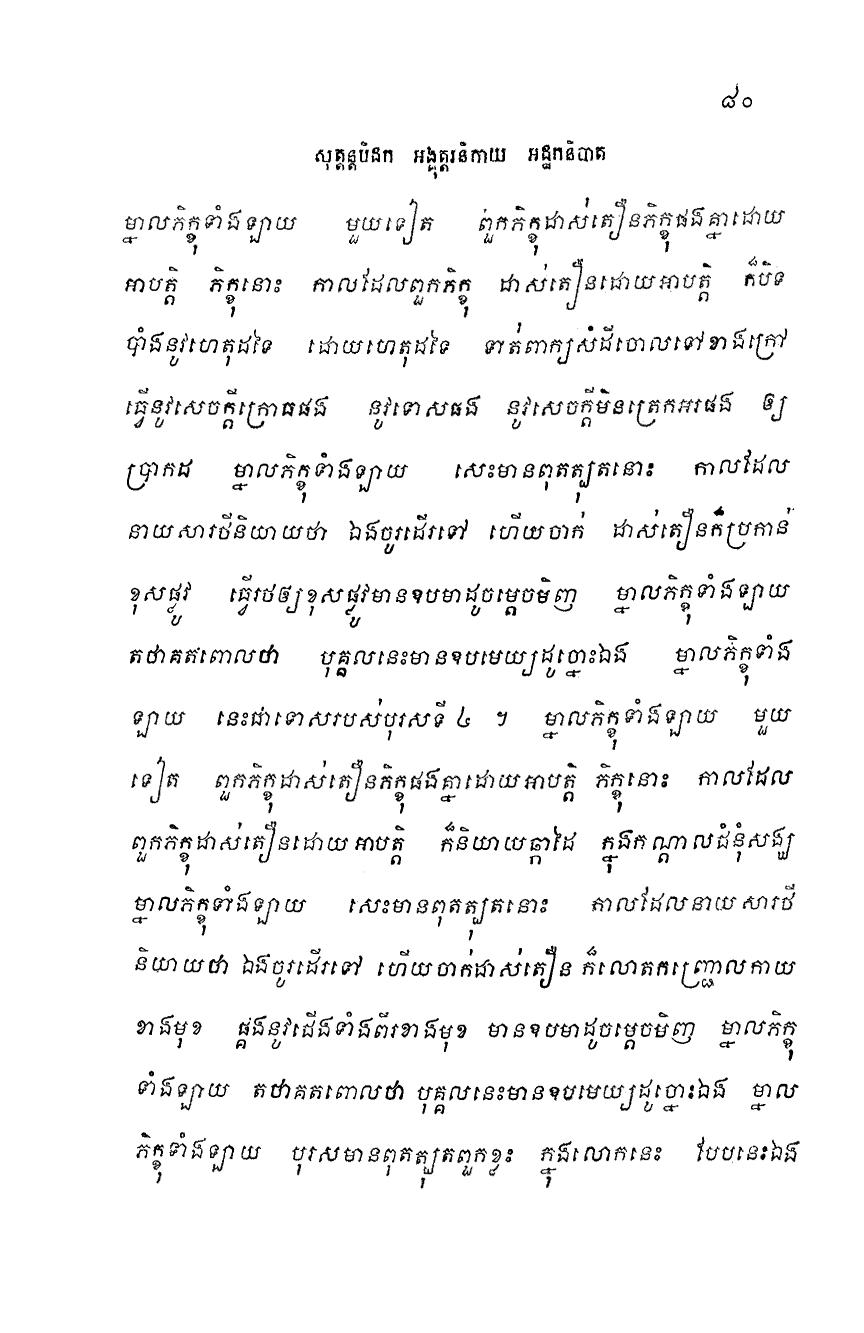 ៨០
សុត្តន្តបិដក អង្គុត្តរនិកាយ អដ្ឋកនិបាត
ម្នាលភិក្ខុទាំងឡាយ មួយទៀត ពួកភិក្ខុដាស់តឿនភិក្ខុផងគ្នាដោយ
អាបត្តិ ភិក្ខុនោះ កាលដែលពួកភិក្ខុ ដាស់តឿនដោយអាបត្តិ ក៏បិទ
បាំងនូវហេតុដទៃ ដោយហេតុដទៃ ទាត់ពាក្យសំដីចោលទៅខាងក្រៅ
ធ្វើនូវសេចក្តីក្រោធផង នូវទោសផង នូវសេចក្តីមិនត្រេកអរផង ឲ្យ
ប្រាកដ ម្នាលភិក្ខុទាំងឡាយ សេះមានពុតត្បុតនោះ កាលដែល
នាយសារថីនិយាយថា ឯងចូរដើរទៅ ហើយចាក់ ដាស់តឿនក៏ប្រកាន់
ខុសផ្លូវ ធ្វើរថឲ្យខុសផ្លូវមានឧបមាដូចម្តេចមិញ ម្នាលភិក្ខុទាំងឡាយ
តថាគតពោលថា បុគ្គលនេះមានឧបមេយ្យដូច្នោះឯង ម្នាលភិក្ខុទាំង
ឡាយ នេះជាទោសរបស់បុរសទី ៤ ។ ម្នាលភិក្ខុទាំងឡាយ មួយ
ទៀត ពួកភិក្ខុដាស់តឿនភិក្ខុផងគ្នាដោយអាបត្តិ ភិក្ខុនោះ កាលដែល
ពួកភិក្ខុដាស់តឿនដោយអាបត្តិ ក៏និយាយឆ្កាដៃ ក្នុងកណ្តាលជំនុំសង្ឃ
ម្នាលភិក្ខុទាំងឡាយ សេះមានពុតត្បុតនោះ កាលដែលនាយសារថី
និយាយថា ឯងចូរដើរទៅ ហើយចាក់ដាស់តឿន ក៏លោតកញ្ជ្រោលកាយ
ខាងមុខ ផ្គងនូវជើងទាំងពីរខាងមុខ មានឧបមាដូចម្តេចមិញ ម្នាលភិក្ខុ
ទាំងឡាយ តថាគតពោលថា បុគ្គលនេះមានឧបមេយ្យដូច្នោះឯង ម្នាល
ភិក្ខុទាំងឡាយ បុរសមានពុតត្បុតពួកខ្លះ ក្នុងលោកនេះ បែបនេះឯង